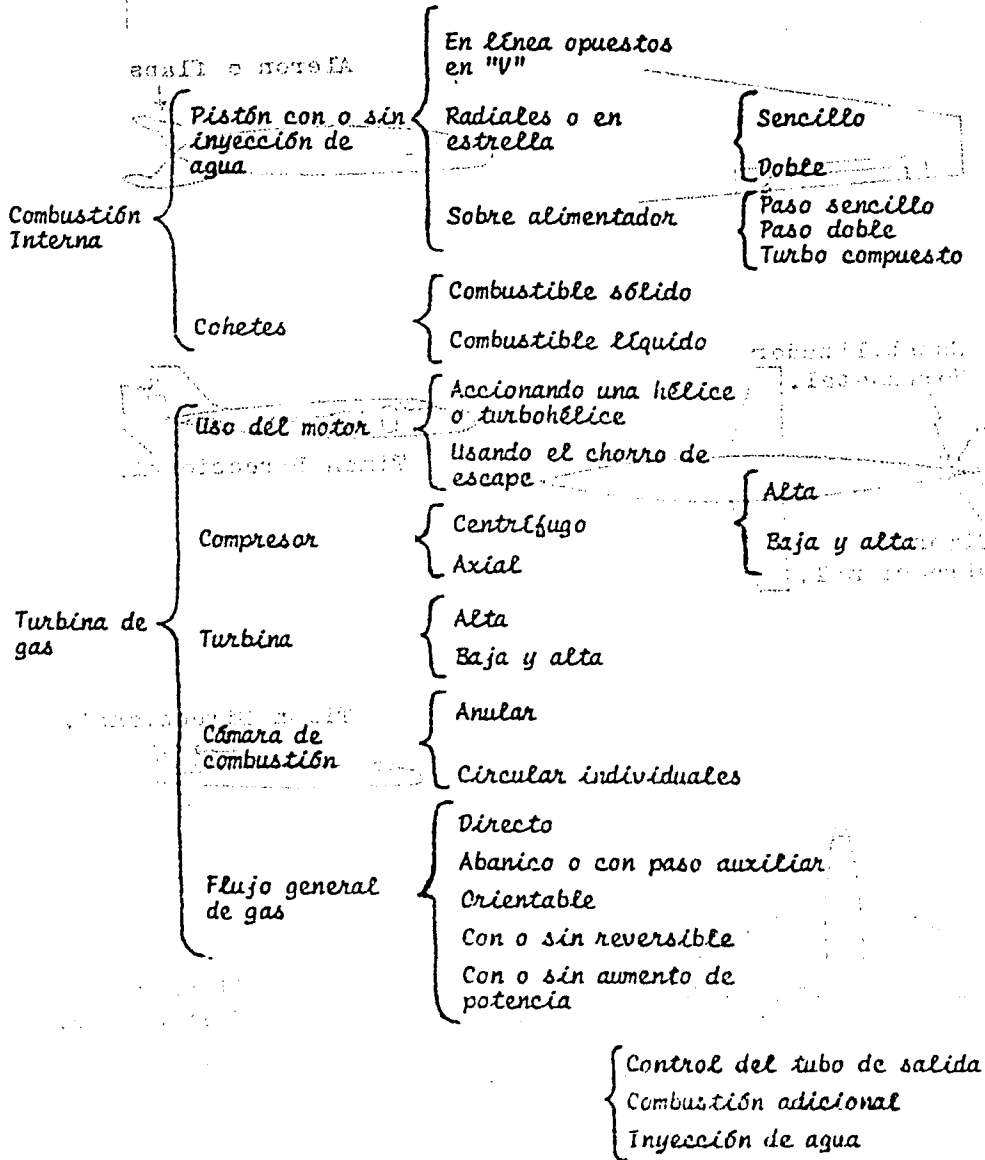 En línea opuestos
en "V"
Pistón con o sin
inyección de
agua
Radiales o en
estrella
Sencillo
Doble
Combustión
Interna
Sobre alimentador
Paso sencillo
Paso doble
Turbo compuesto
Cohetes
Combustible sólido
Combustible líquido
Uso del motor
Accionando una hélice
o turbohélice
Usando el chorro de
escape
Compresor
Centrífugo
Axial
Alta
Baja y alta
Turbina de
gas
Turbina
Alta
Baja y alta
Cámara de
combustión
Anular
Circular individuales
Flujo general
de gas
Directo
Abanico o con paso auxiliar
Orientable
Con o sin reversible
Con o sin aumento de
potencia
Control del tubo de salida
Combustión adicional
Inyección de agua
Aleron o flaps